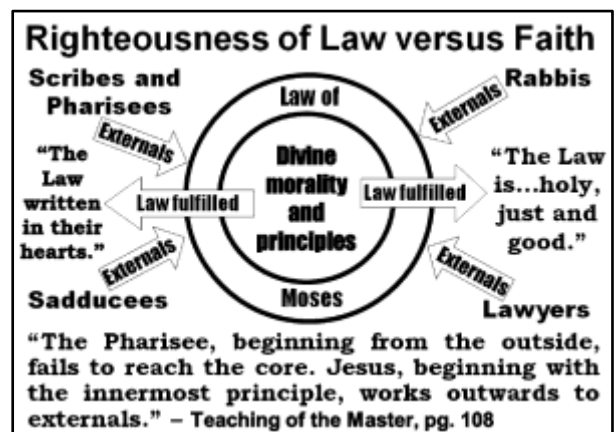 Righteousness of Law versus Faith
Scribes and
Pharisees
Rabbis
Law of
Externals
Externals
"The
Law
written
in their
hearts."
Law fulfilled
Divine
morality
and
principles
Law fulfilled
"The Law
is...holy,
just and
good."
Externals
Externals
Sadducees
Moses
Lawyers
"The Pharisee, beginning from the outside,
fails to reach the core. Jesus, beginning with
the innermost principle, works outwards to
externals." – Teaching of the Master, pg. 108